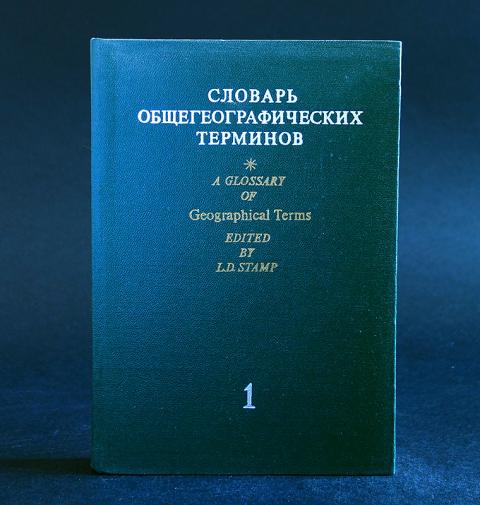 СЛОВАРЬ
ОБЩЕГЕОГРАФИЧЕСКИХ
ТЕРМИНОВ
*
A GLOSSARY
OF
Geographical Terms
EDITED
BY
L.D. STAMP
1